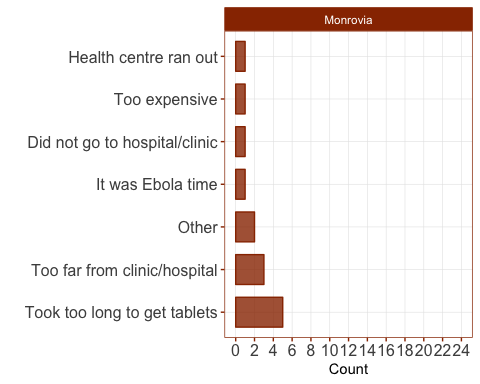 Monrovia
Health centre ran out
Too expensive
Did not go to hospital/clinic
It was Ebola time
Other
Too far from clinic/hospital
Took too long to get tablets
0 2 4 6 8 10 12 14 16 18 20 22 24
Count